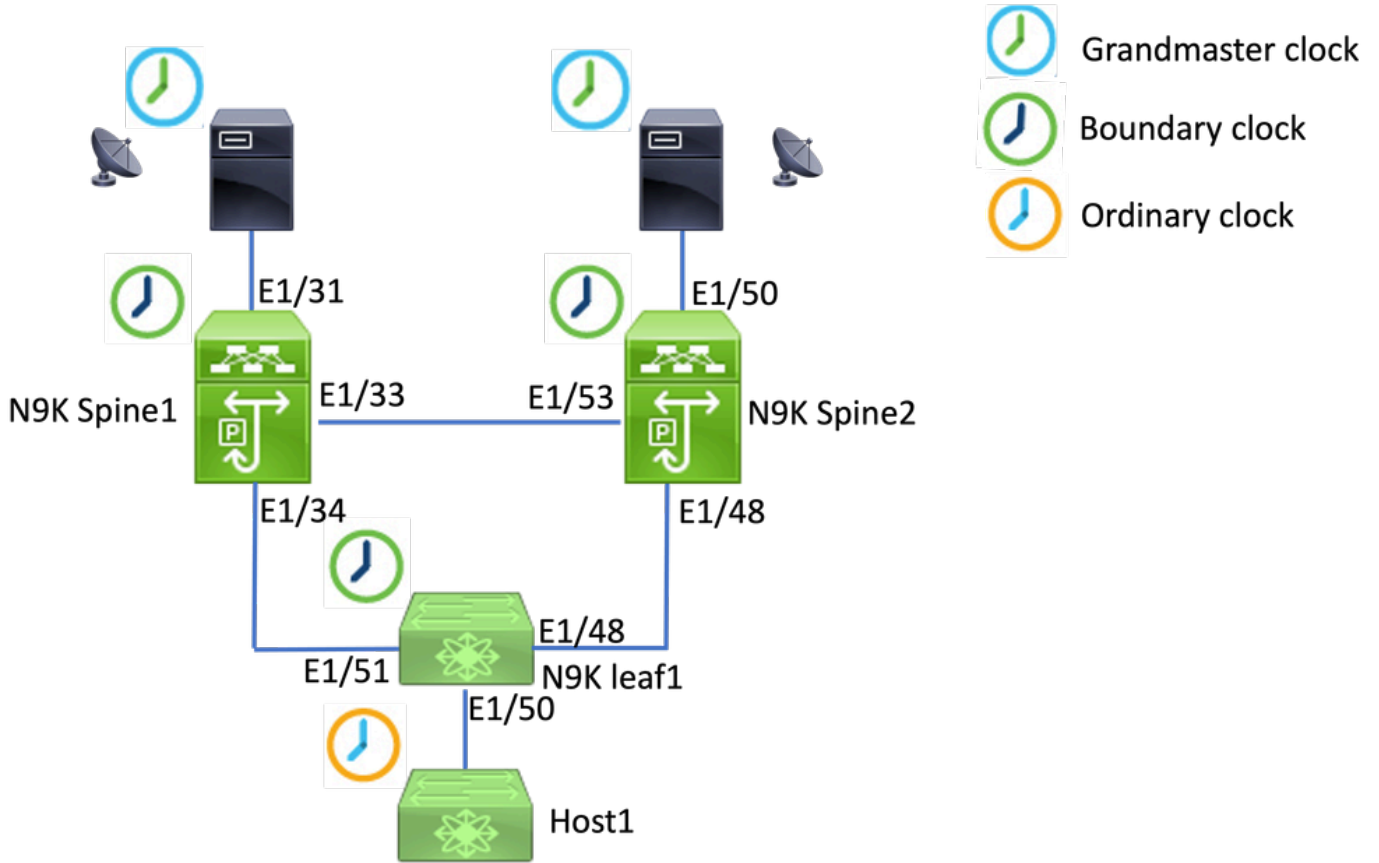 Grandmaster clock
Boundary clock
Ordinary clock
E1/31
E1/50
N9K Spine1
E1/33
E1/53
N9K Spine2
P
P
E1/34
E1/48
E1/48
E1/51
N9K leaf1
E1/50
Host1